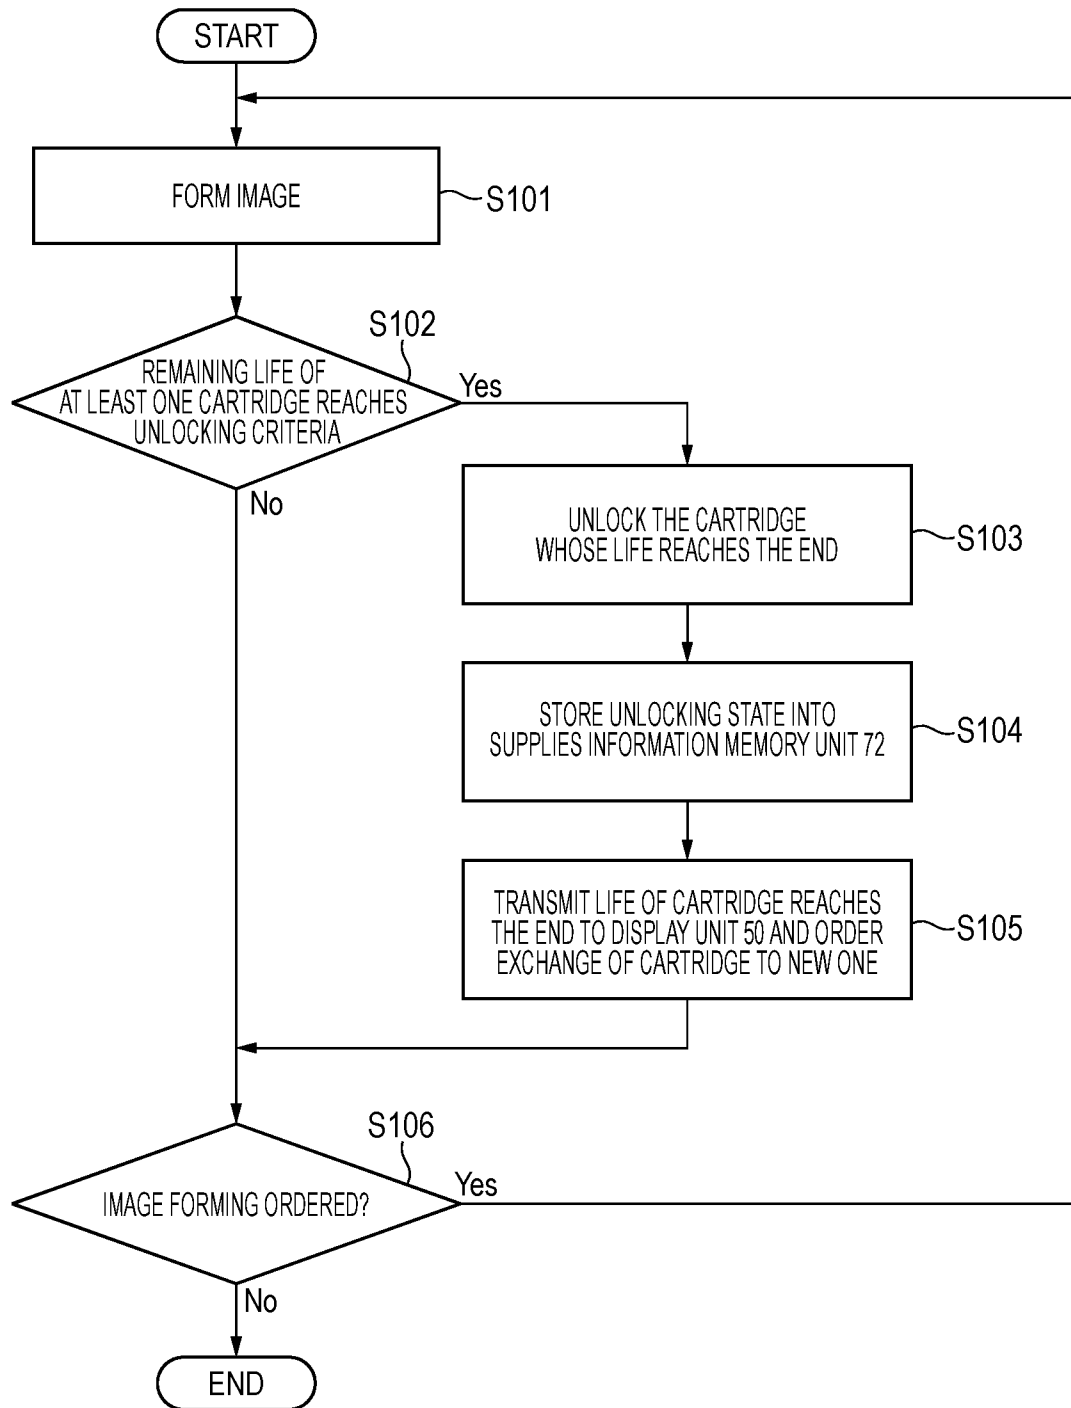 START
FORM IMAGE
S101
S102
REMAINING LIFE OF
AT LEAST ONE CARTRIDGE REACHES
UNLOCKING CRITERIA
Yes
No
UNLOCK THE CARTRIDGE
WHOSE LIFE REACHES THE END
S103
STORE UNLOCKING STATE INTO
SUPPLIES INFORMATION MEMORY UNIT 72
S104
TRANSMIT LIFE OF CARTRIDGE REACHES
THE END TO DISPLAY UNIT 50 AND ORDER
EXCHANGE OF CARTRIDGE TO NEW ONE
S105
S106
IMAGE FORMING ORDERED?
Yes
No
END